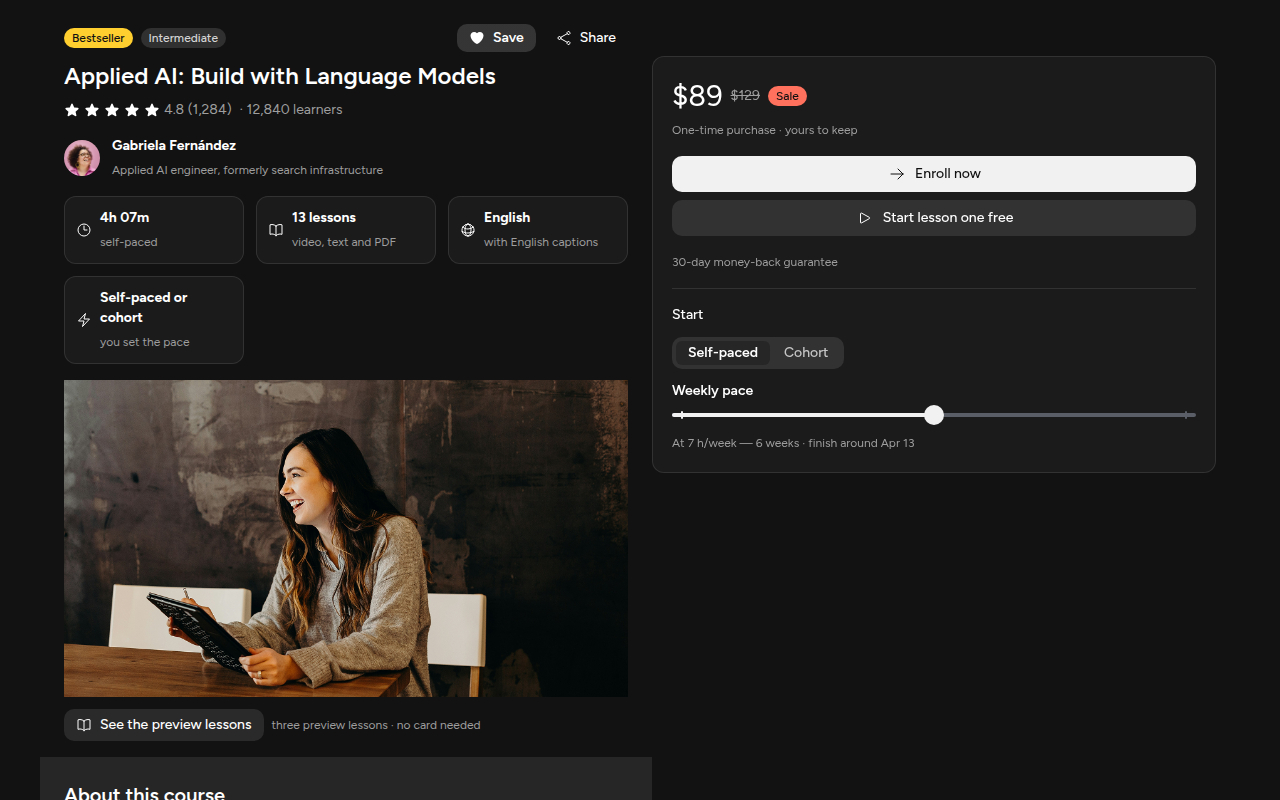 Bestseller
Intermediate
Save
Share
Applied AI: Build with Language Models
4.8 (1,284) · 12,840 learners
Gabriela Fernández
Applied AI engineer, formerly search infrastructure
4h 07m
self-paced
13 lessons
video, text and PDF
English
with English captions
Self-paced or
cohort
you set the pace
See the preview lessons
three preview lessons · no card needed
About this course
$89 $129 Sale
One-time purchase · yours to keep
Enroll now
Start lesson one free
30-day money-back guarantee
Start
Self-paced
Cohort
Weekly pace
At 7 h/week — 6 weeks · finish around Apr 13